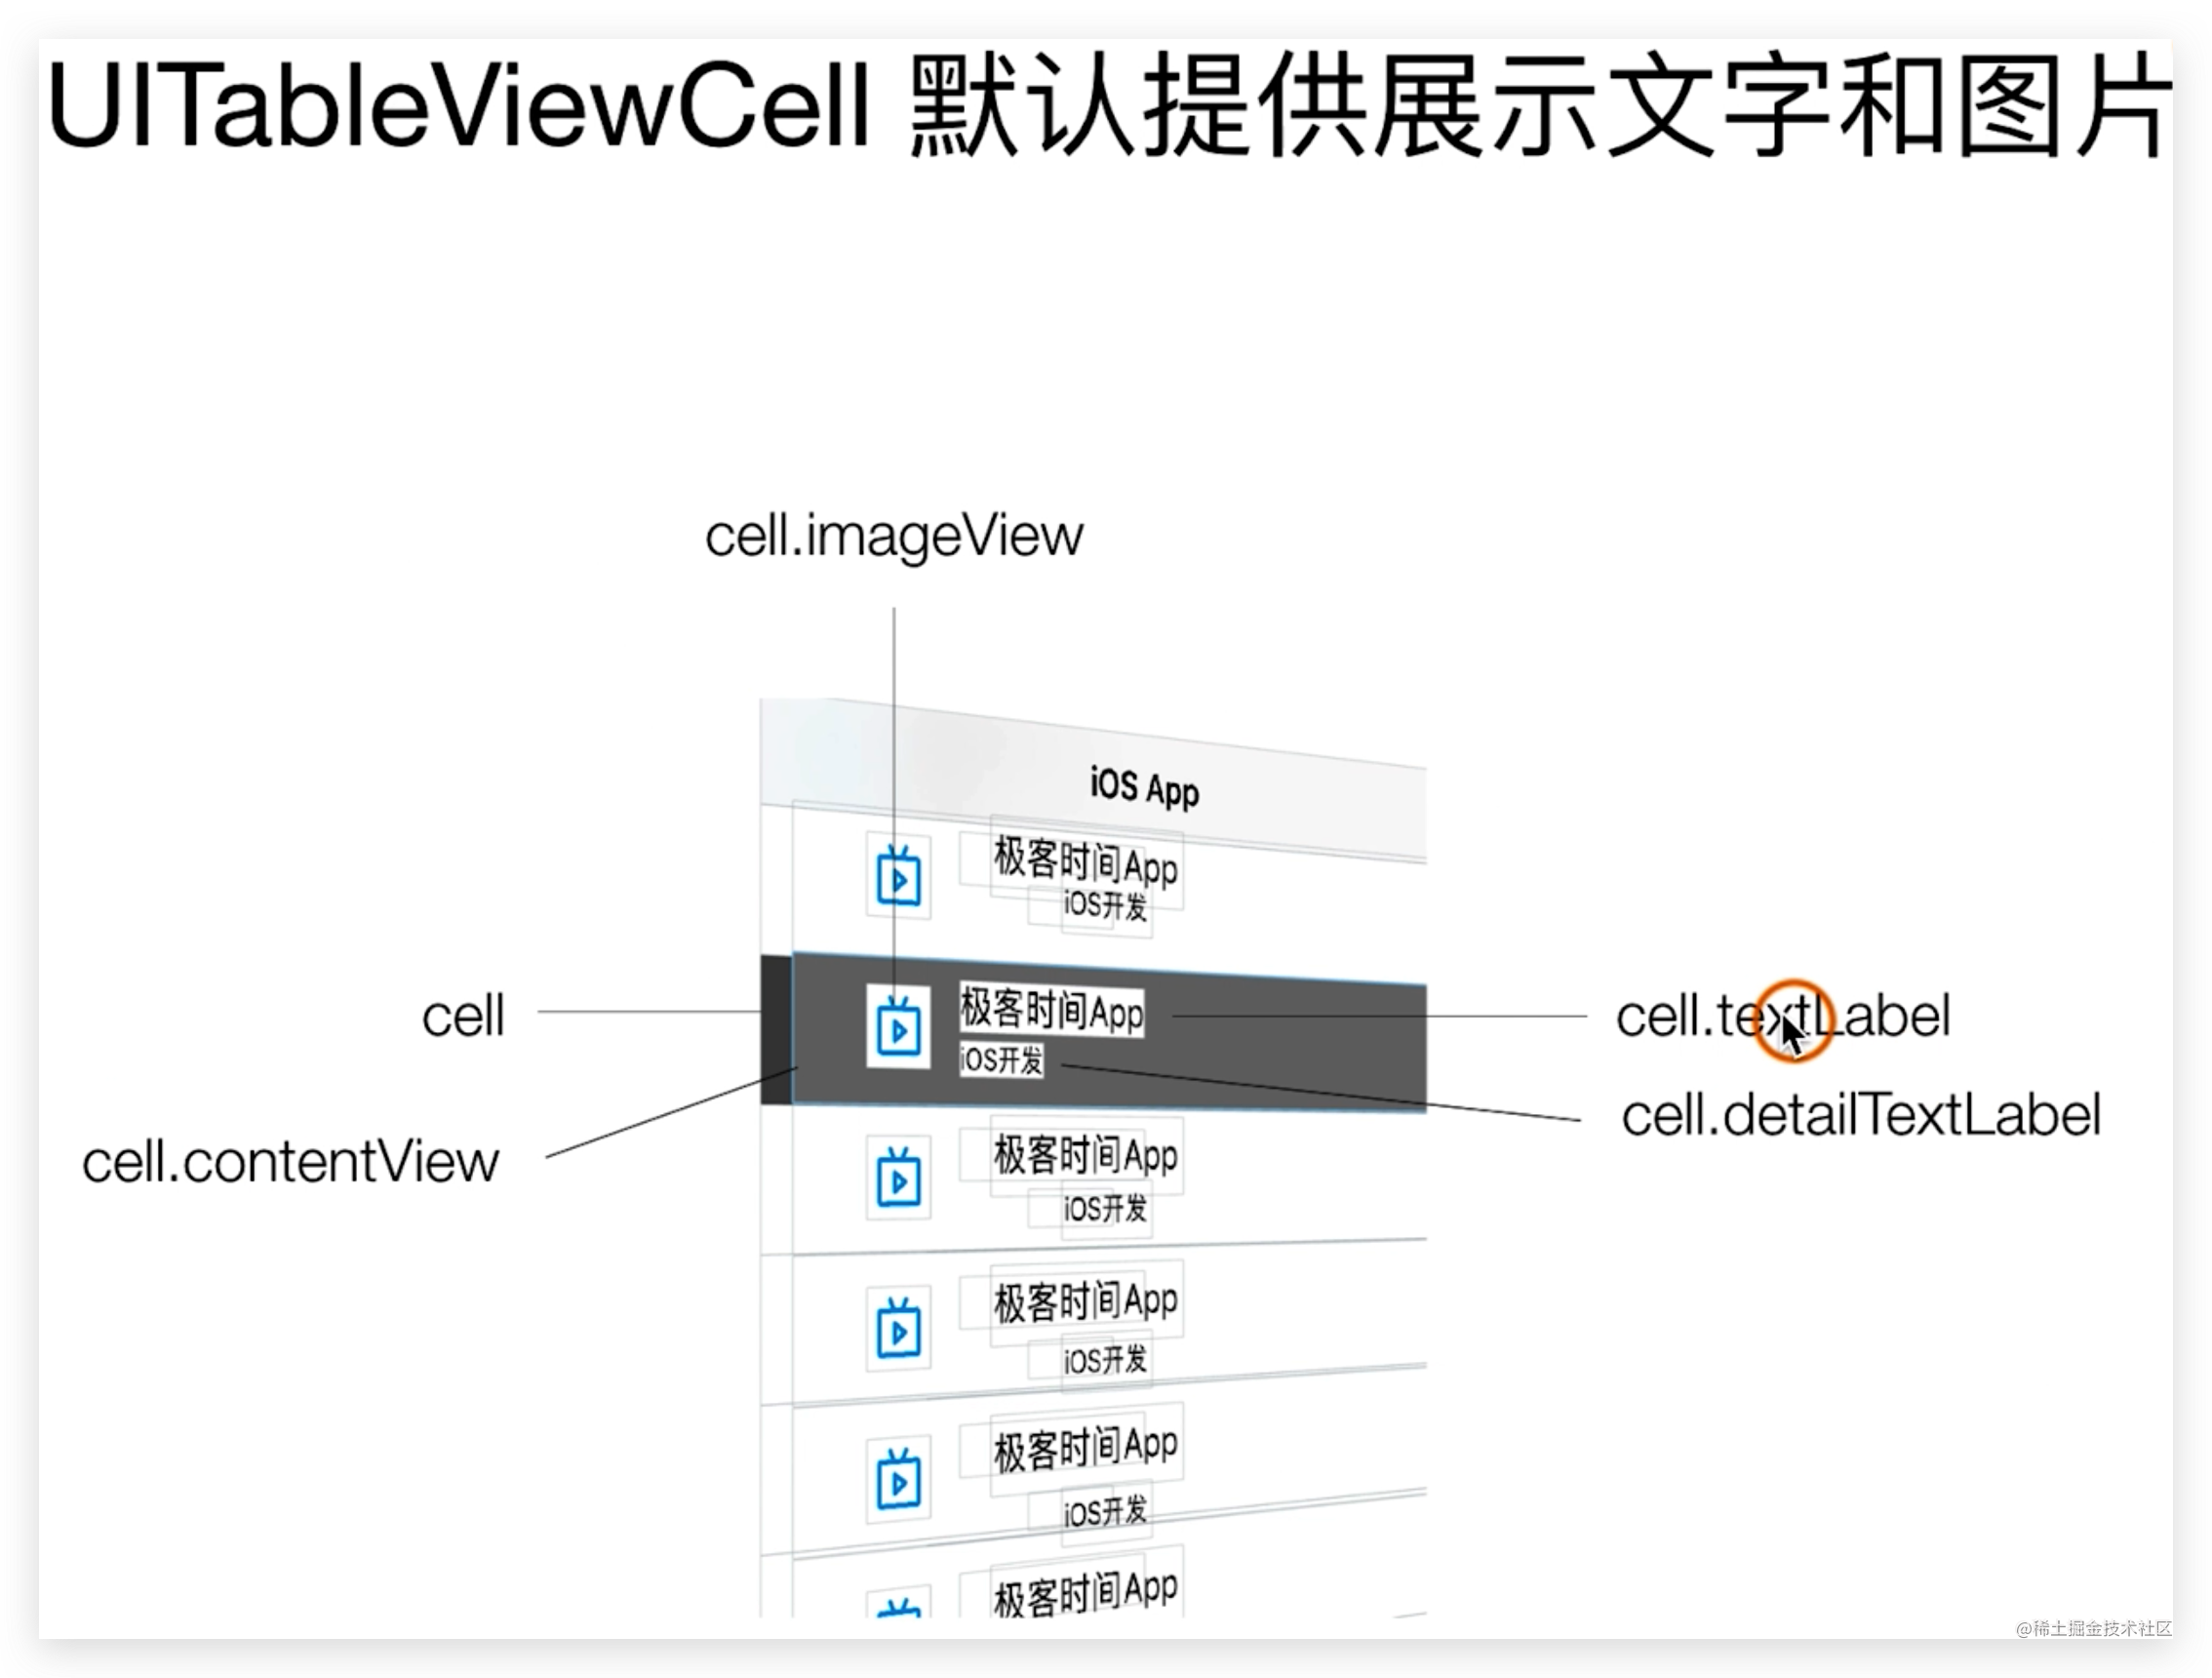 UITableViewCell 默认提供展示文字和图片
cell.imageView
iOS App
极客时间App
iOS开发
cell
极客时间App
cell.textLabel
iOS开发
cell.detailTextLabel
cell.contentView
极客时间App
iOS开发
极客时间App
iOS开发
极客时间App
iOS开发
极客时间App
@稀土掘金技术社区